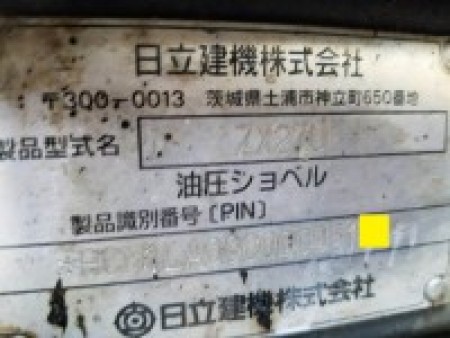 日立建機株式会社
〒300-0013 茨城県土浦市神立町650番地
製品型式名
油圧ショベル
製品識別番号〔PIN〕
日立建機株式会社